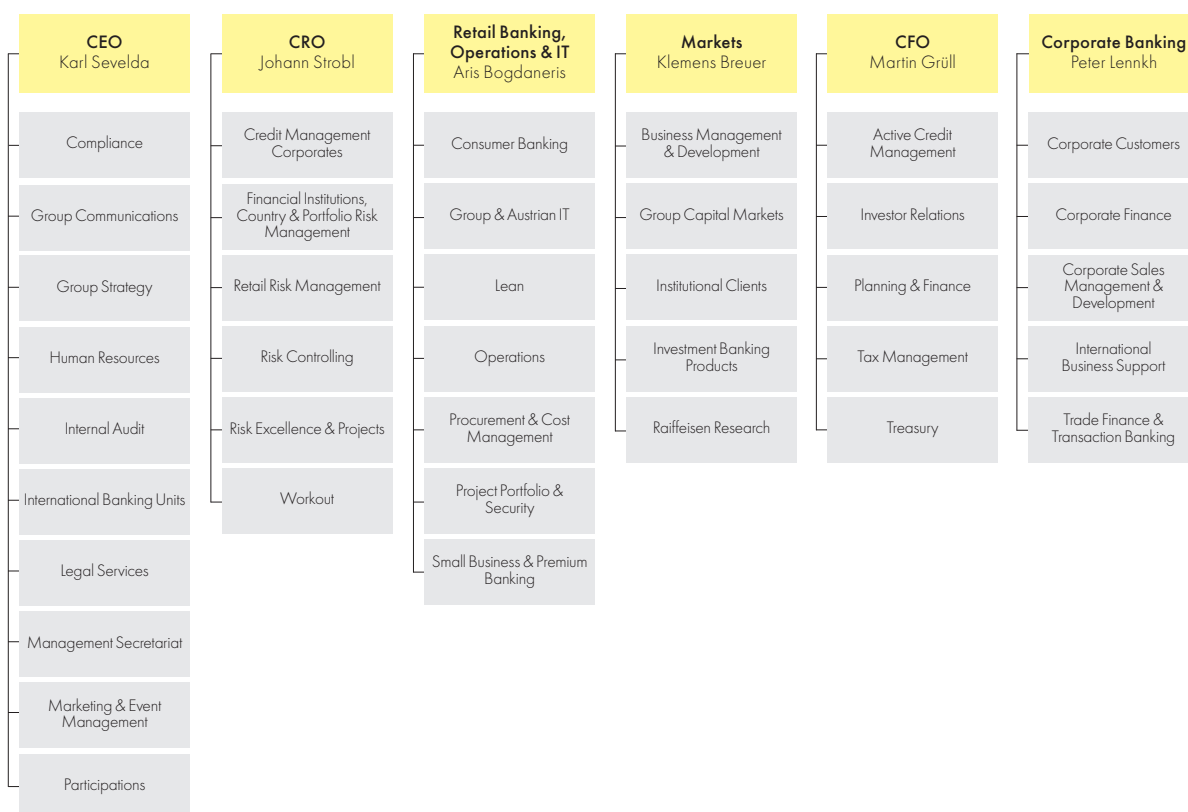 CEO
Karl Sevelda
Compliance
Group Communications
Group Strategy
Human Resources
Internal Audit
International Banking Units
Legal Services
Management Secretariat
Marketing & Event
Management
Participations
CRO
Johann Strobl
Credit Management
Corporates
Financial Institutions,
Country & Portfolio Risk
Management
Retail Risk Management
Risk Controlling
Risk Excellence & Projects
Workout
Retail Banking,
Operations & IT
Aris Bogdaneris
Consumer Banking
Group & Austrian IT
Lean
Operations
Procurement & Cost
Management
Project Portfolio &
Security
Small Business & Premium
Banking
Markets
Klemens Breuer
Business Management
& Development
Group Capital Markets
Institutional Clients
Investment Banking
Products
Raiffeisen Research
CFO
Martin Grüll
Active Credit
Management
Investor Relations
Planning & Finance
Tax Management
Treasury
Corporate Banking
Peter Lennkh
Corporate Customers
Corporate Finance
Corporate Sales
Management &
Development
International
Business Support
Trade Finance &
Transaction Banking